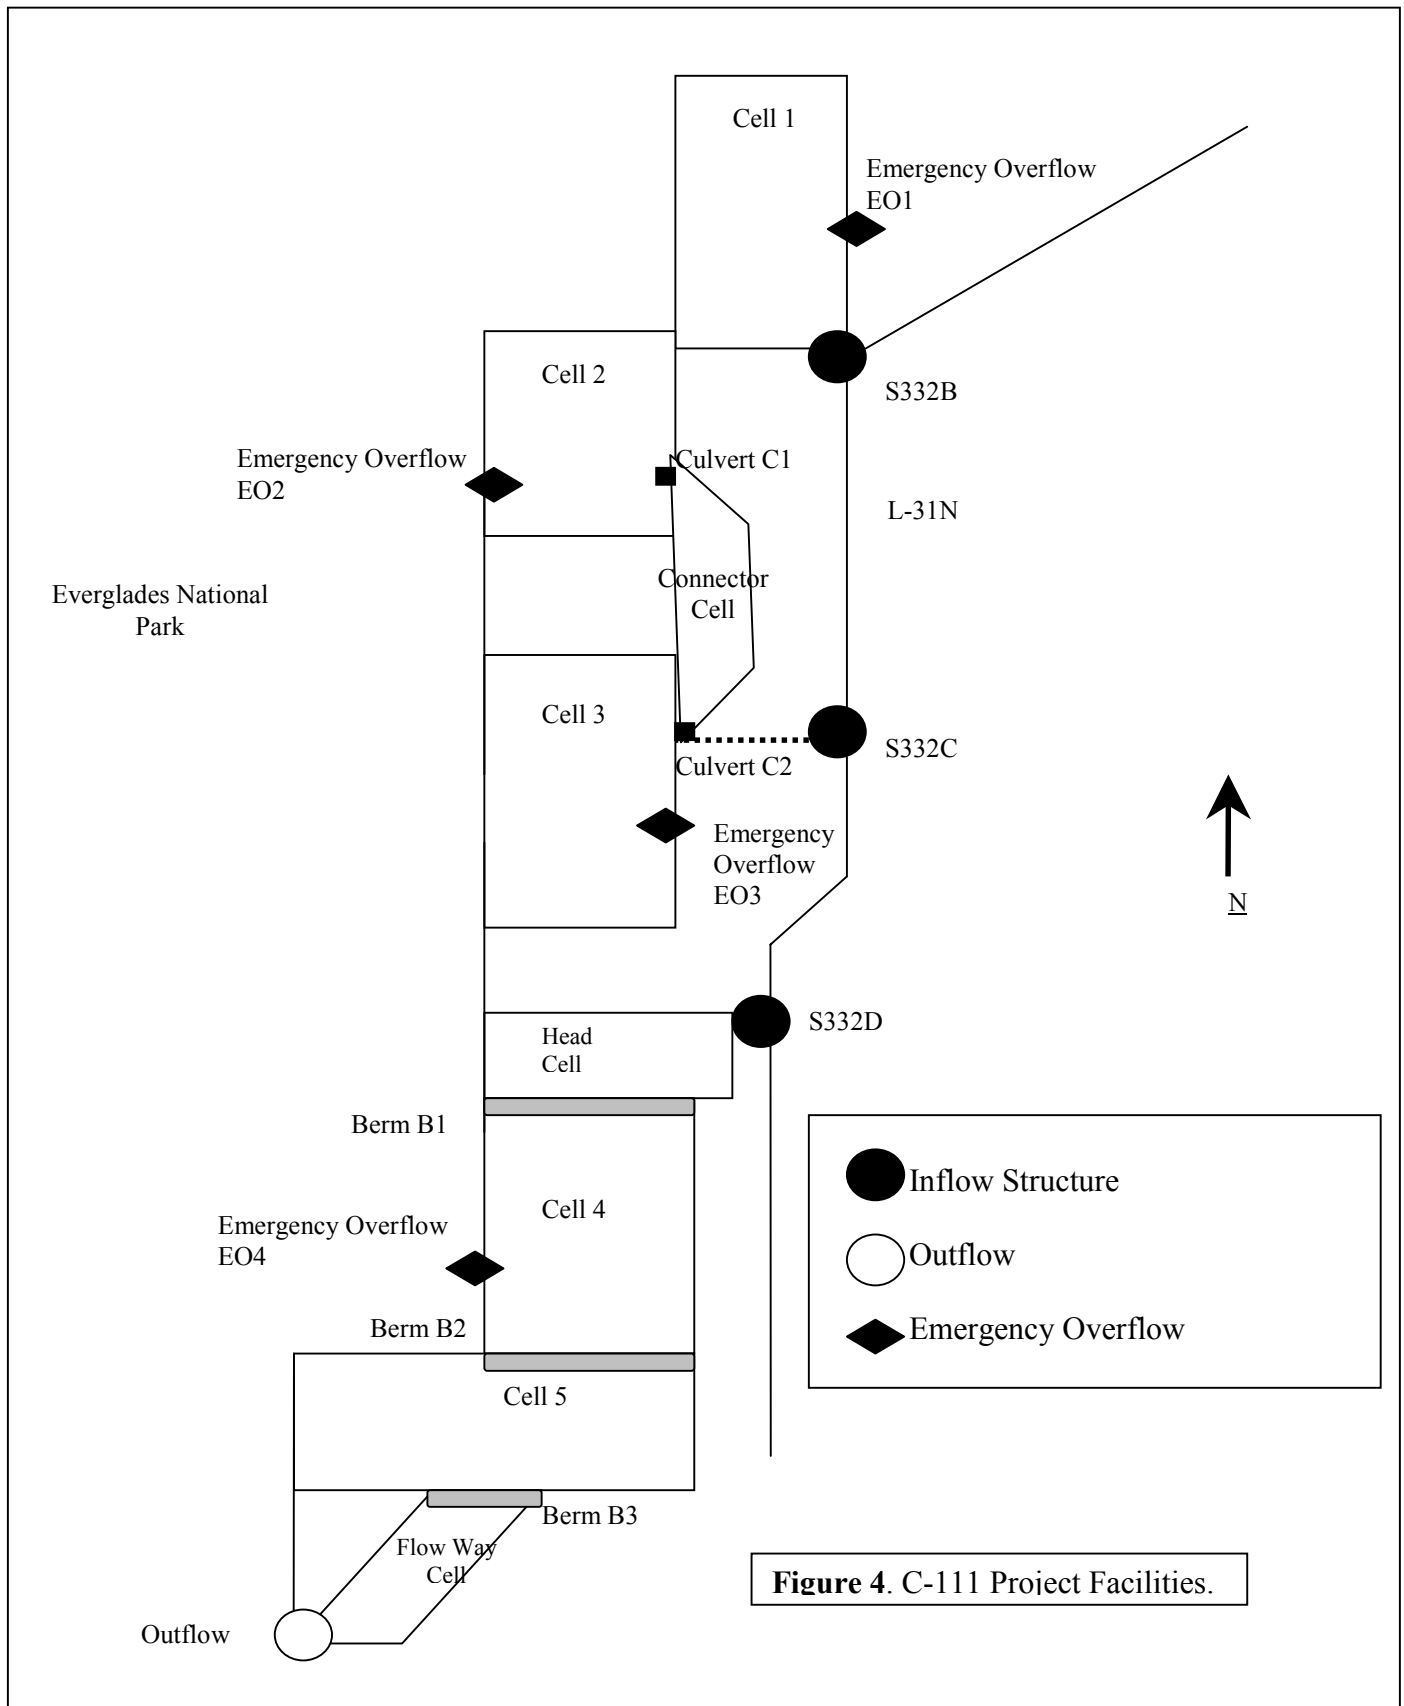 Cell 1
Emergency Overflow
EO1
S332B
Cell 2
Emergency Overflow
EO2
Culvert C1
L-31N
Connector
Cell
Everglades National
Park
Cell 3
S332C
Culvert C2
Emergency
Overflow
EO3
N
S332D
Head
Cell
Berm B1
Cell 4
Emergency Overflow
EO4
Berm B2
Cell 5
Berm B3
Flow Way
Cell
Outflow
Inflow Structure
Outflow
Emergency Overflow
Figure 4. C-111 Project Facilities.